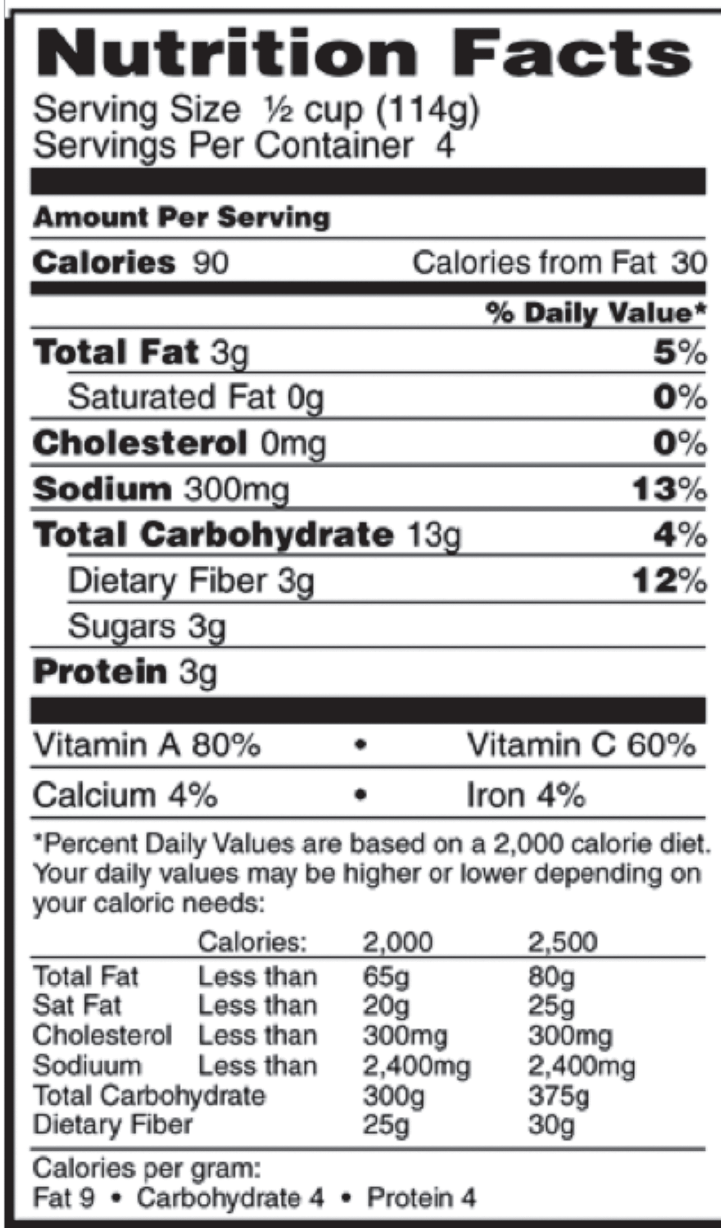 Nutrition Facts
Serving Size ½ cup (114g)
Servings Per Container 4
Amount Per Serving
Calories 90 Calories from Fat 30
% Daily Value*
Total Fat 3g 5%
Saturated Fat 0g 0%
Cholesterol 0mg 0%
Sodium 300mg 13%
Total Carbohydrate 13g 4%
Dietary Fiber 3g 12%
Sugars 3g
Protein 3g
Vitamin A 80% • Vitamin C 60%
Calcium 4% • Iron 4%
*Percent Daily Values are based on a 2,000 calorie diet.
Your daily values may be higher or lower depending on
your caloric needs:
Calories: 2,000 2,500
Total Fat Less than 65g 80g
Sat Fat Less than 20g 25g
Cholesterol Less than 300mg 300mg
Sodiuum Less than 2,400mg 2,400mg
Total Carbohydrate 300g 375g
Dietary Fiber 25g 30g
Calories per gram:
Fat 9 • Carbohydrate 4 • Protein 4